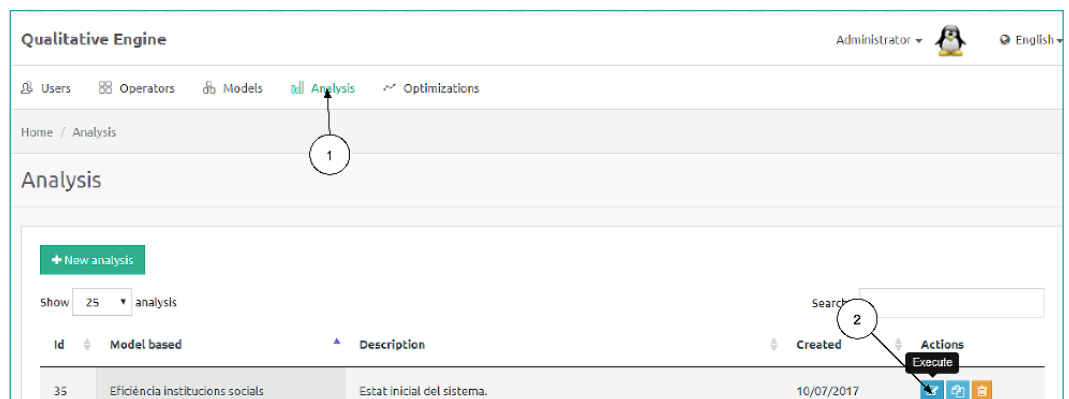 Qualitative Engine Administrator English
Users Operators Models Analysis Optimizations
Home / Analysis
1
Analysis
New analysis
Show 25 analysis Search
2
Id Model based Description Created Actions
Execute
35 Eficiència institucions socials Estat inicial del sistema. 10/07/2017